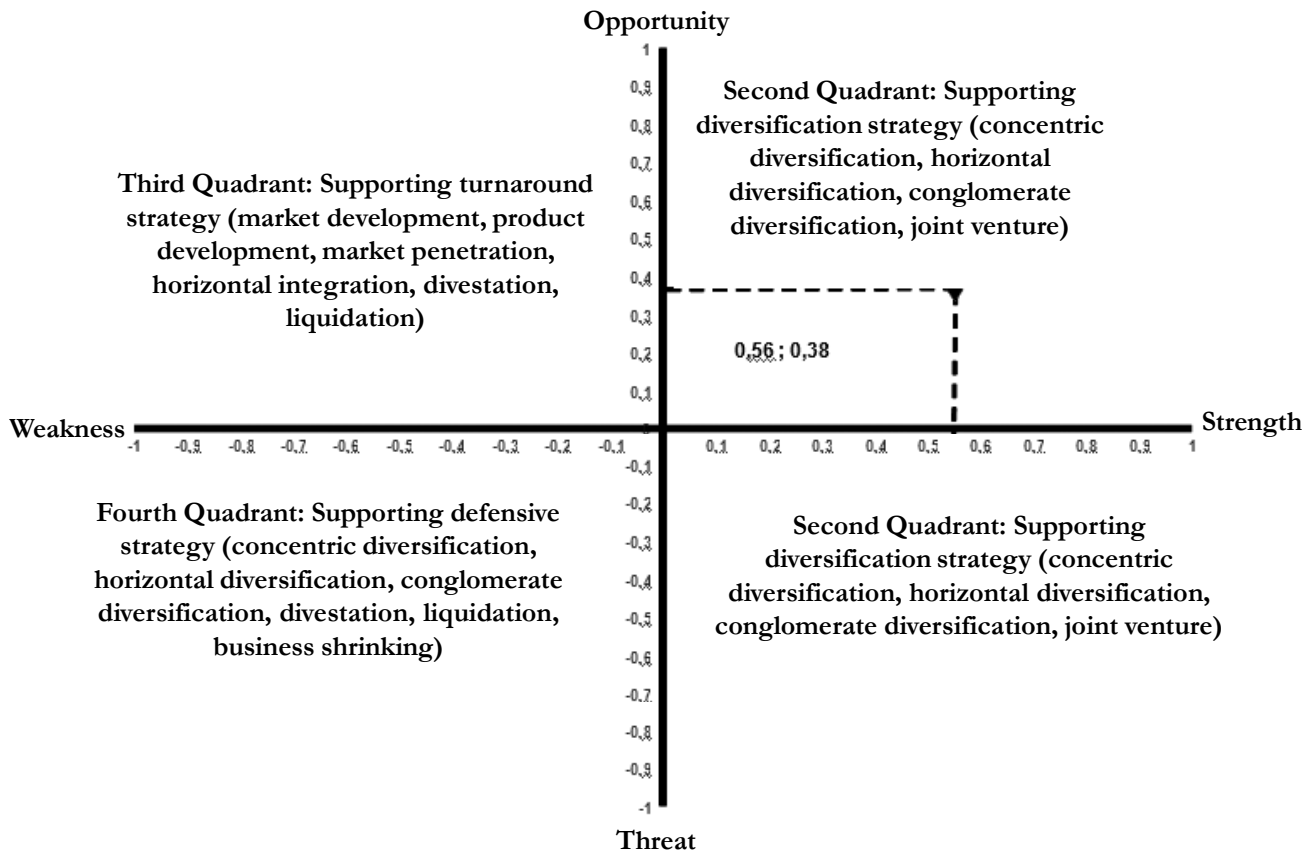 Opportunity
Second Quadrant: Supporting
diversification strategy (concentric
diversification, horizontal
diversification, conglomerate
diversification, joint venture)
Third Quadrant: Supporting turnaround
strategy (market development, product
development, market penetration,
horizontal integration, divestation,
liquidation)
1
0,9
0,8
0,7
0,6
0,5
0,4
0,3
0,2
0,1
0,56 ; 0,38
Weakness
Strength
-1 -0,9 -0,8 -0,7 -0,6 -0,5 -0,4 -0,3 -0,2 -0,1 0 0,1 0,2 0,3 0,4 0,5 0,6 0,7 0,8 0,9 1
-0,1
-0,2
-0,3
-0,4
-0,5
-0,6
-0,7
-0,8
-0,9
-1
Fourth Quadrant: Supporting defensive
strategy (concentric diversification,
horizontal diversification, conglomerate
diversification, divestation, liquidation,
business shrinking)
Second Quadrant: Supporting
diversification strategy (concentric
diversification, horizontal diversification,
conglomerate diversification, joint venture)
Threat